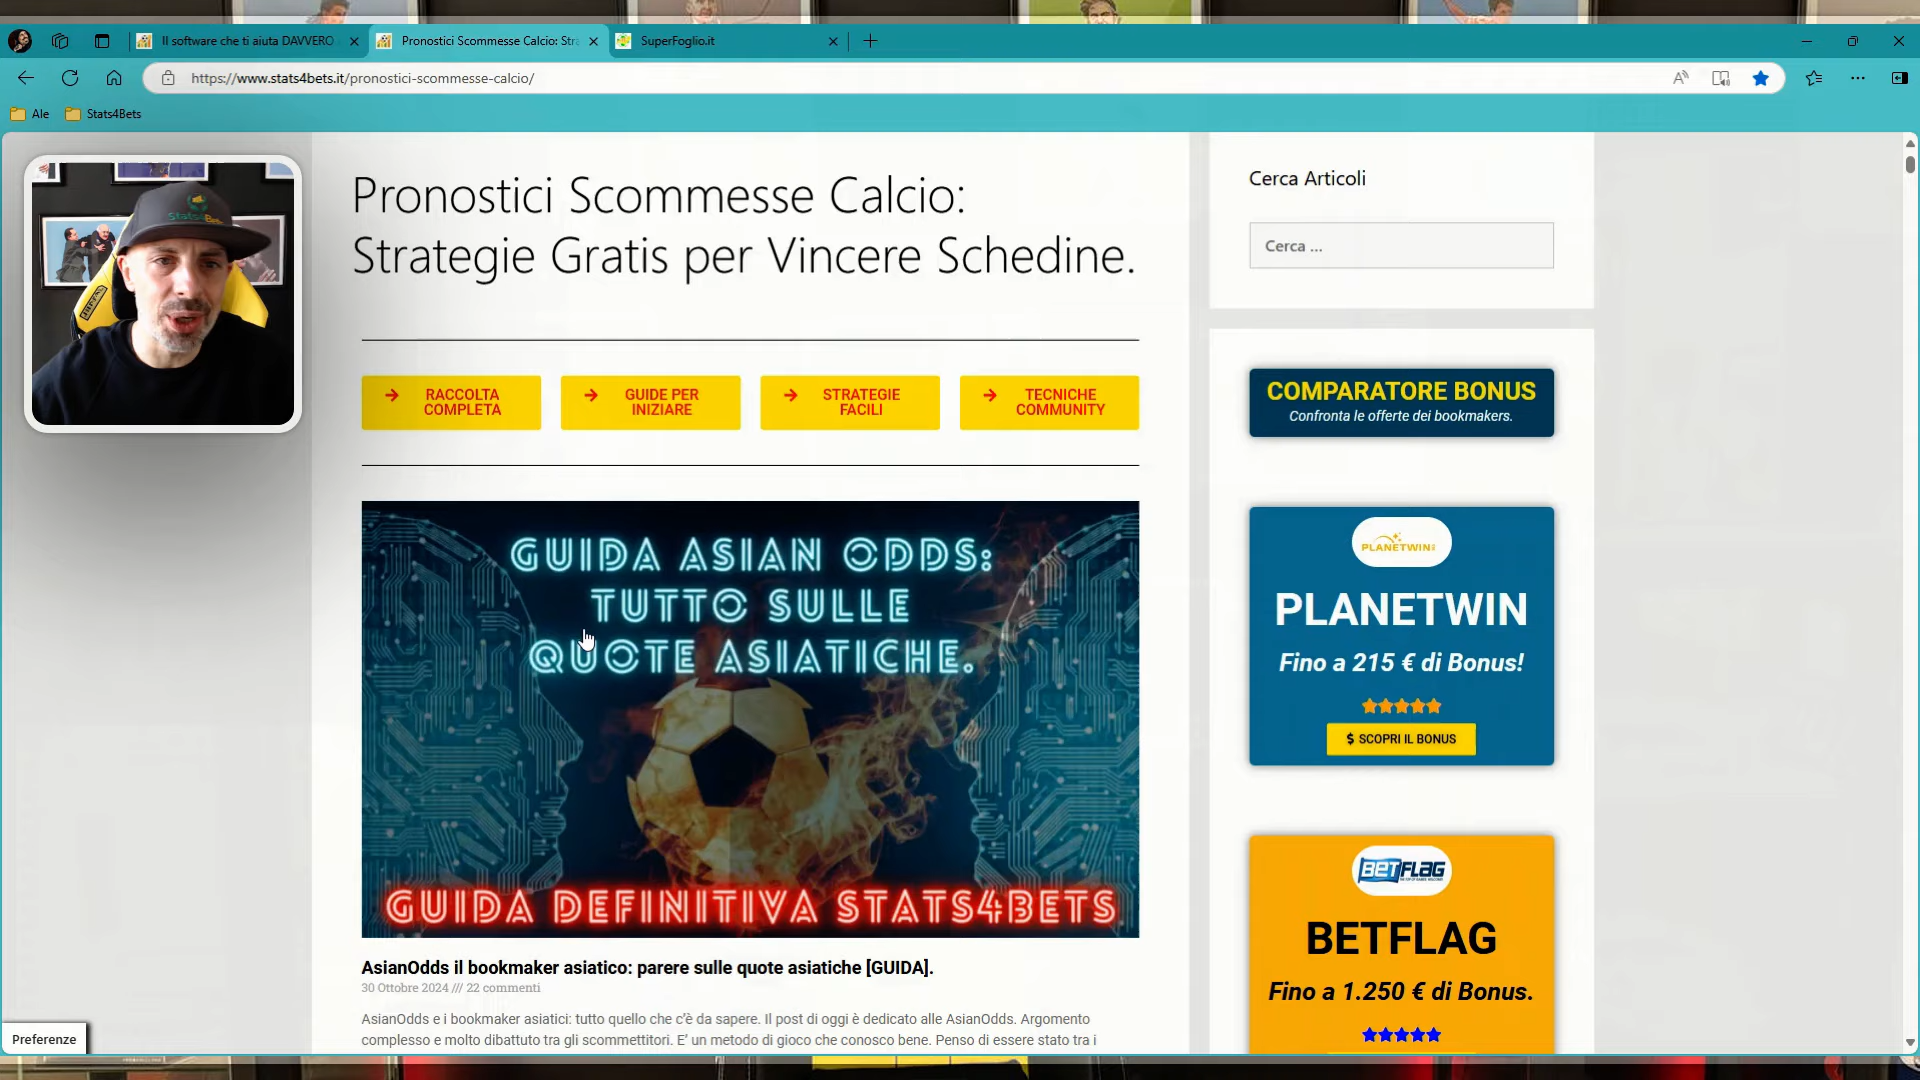 Il software che ti aiuta DAVVERO
Pronostici Scommesse Calcio: Stra
SuperFoglio.it
https://www.stats4bets.it/pronostici-scommesse-calcio/
Ale
Stats4Bets
Pronostici Scommesse Calcio:
Strategie Gratis per Vincere Schedine.
RACCOLTA
COMPLETA
GUIDE PER
INIZIARE
STRATEGIE
FACILI
TECNICHE
COMMUNITY
GUIDA ASIAN ODDS:
TUTTO SULLE
QUOTE ASIATICHE.
GUIDA DEFINITIVA STATS4BETS
AsianOdds il bookmaker asiatico: parere sulle quote asiatiche [GUIDA].
30 Ottobre 2024 /// 22 commenti
AsianOdds e i bookmaker asiatici: tutto quello che c'è da sapere. Il post di oggi è dedicato alle AsianOdds. Argomento
complesso e molto dibattuto tra gli scommettitori. E' un metodo di gioco che conosco bene. Penso di essere stato tra i
Cerca Articoli
Cerca ...
COMPARATORE BONUS
Confronta le offerte dei bookmakers.
PLANETWIN
PLANETWIN
Fino a 215 € di Bonus!
$ SCOPRI IL BONUS
BETFLAG
BETFLAG
Fino a 1.250 € di Bonus.
Preferenze